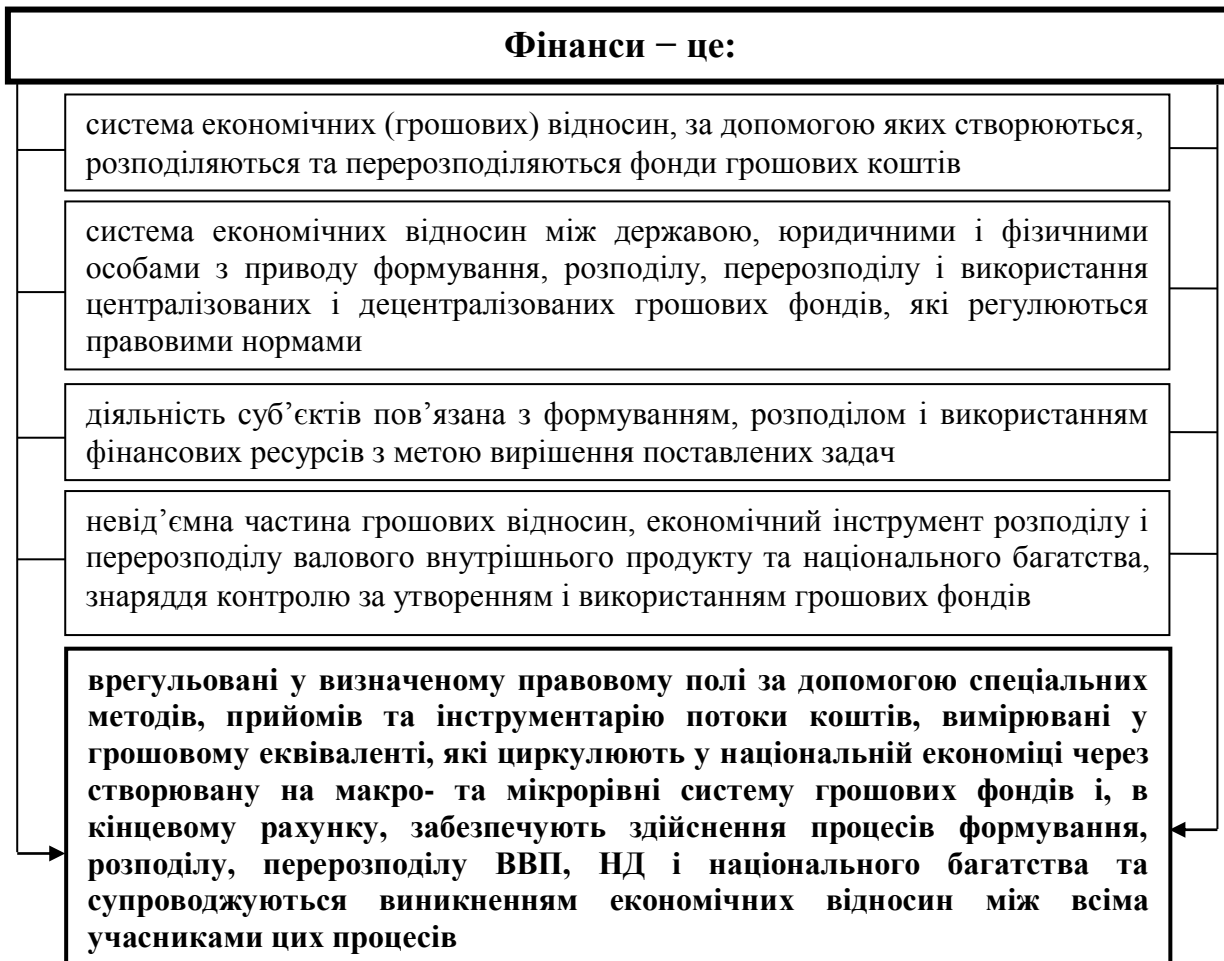 Фінанси − це:
система економічних (грошових) відносин, за допомогою яких створюються,
розподіляються та перерозподіляються фонди грошових коштів
система економічних відносин між державою, юридичними і фізичними
особами з приводу формування, розподілу, перерозподілу і використання
централізованих і децентралізованих грошових фондів, які регулюються
правовими нормами
діяльність суб’єктів пов’язана з формуванням, розподілом і використанням
фінансових ресурсів з метою вирішення поставлених задач
невід’ємна частина грошових відносин, економічний інструмент розподілу і
перерозподілу валового внутрішнього продукту та національного багатства,
знаряддя контролю за утворенням і використанням грошових фондів
врегульовані у визначеному правовому полі за допомогою спеціальних
методів, прийомів та інструментарію потоки коштів, вимірювані у
грошовому еквіваленті, які циркулюють у національній економіці через
створювану на макро- та мікрорівні систему грошових фондів і, в
кінцевому рахунку, забезпечують здійснення процесів формування,
розподілу, перерозподілу ВВП, НД і національного багатства та
супроводжуються виникненням економічних відносин між всіма
учасниками цих процесів